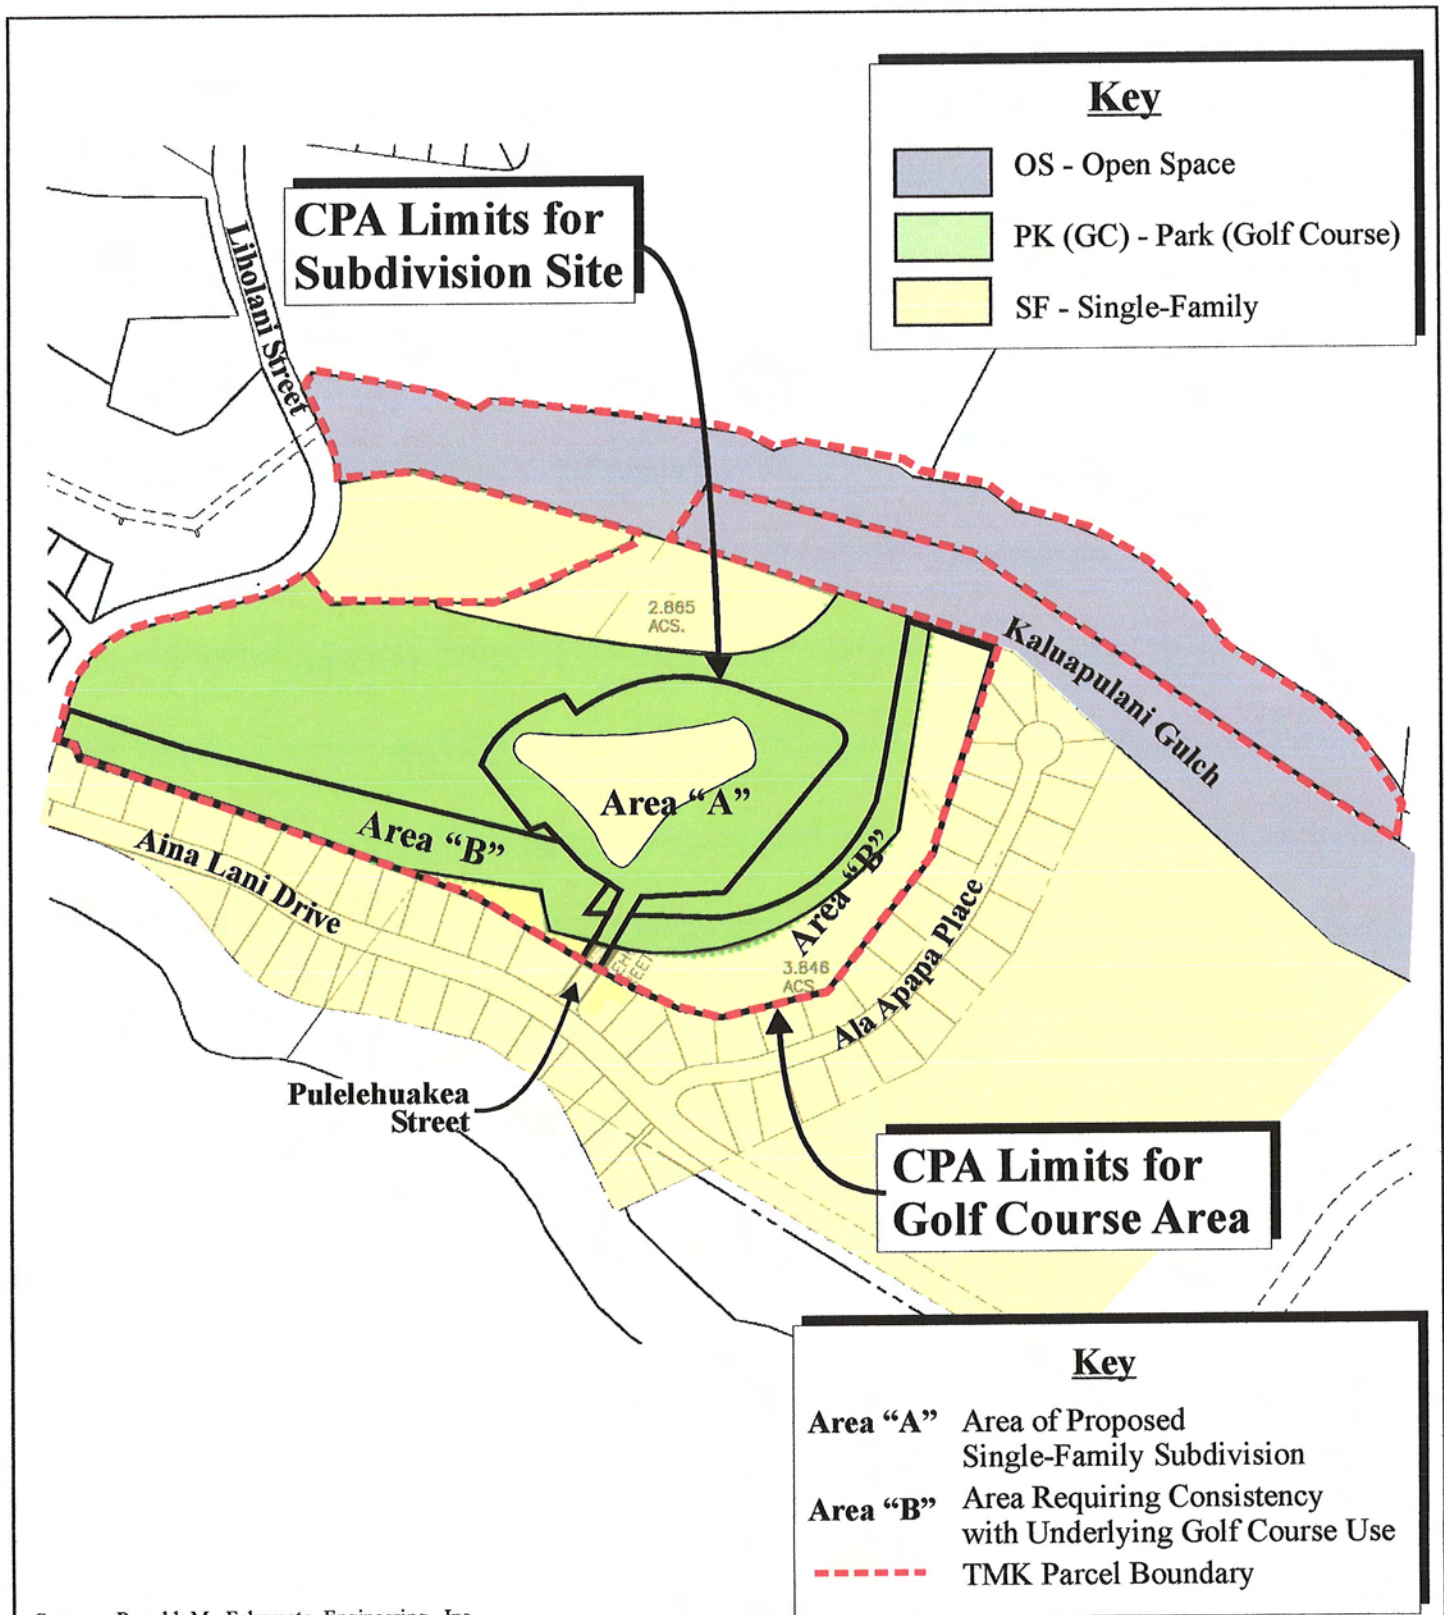 Key
OS - Open Space
PK (GC) - Park (Golf Course)
SF - Single-Family
CPA Limits for
Subdivision Site
Liholani Street
2.865
ACS.
Kaluapulani Gulch
Area “A”
Area “B”
Aina Lani Drive
Area “B”
3.846
ACS.
Ala Apapa Place
Pulelehuakea
Street
CPA Limits for
Golf Course Area
Key
Area “A” Area of Proposed
Single-Family Subdivision
Area “B” Area Requiring Consistency
with Underlying Golf Course Use
TMK Parcel Boundary